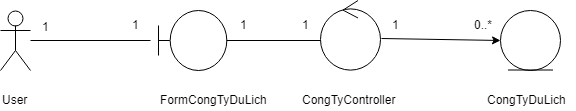 1 1 1 1 1 0..*
User FormCongTyDuLich CongTyController CongTyDuLich